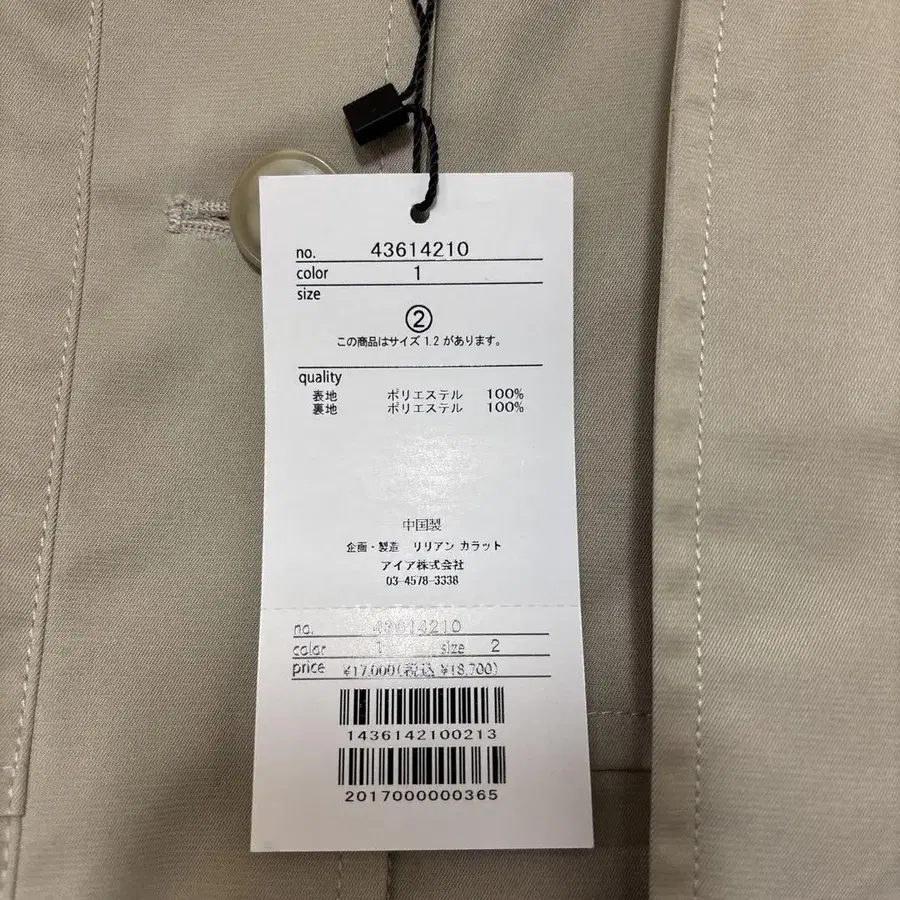 no. 43614210
color 1
size
②
この商品はサイズ 1.2 があります。
quality
表地 ポリエステル 100%
裏地 ポリエステル 100%
中国製
企画・製造 リリアン カラット
アイア株式会社
03-4578-3338
no. 43614210
color 1 size 2
price ¥17,000(税込 ¥18,700)
1436142100213
2017000000365